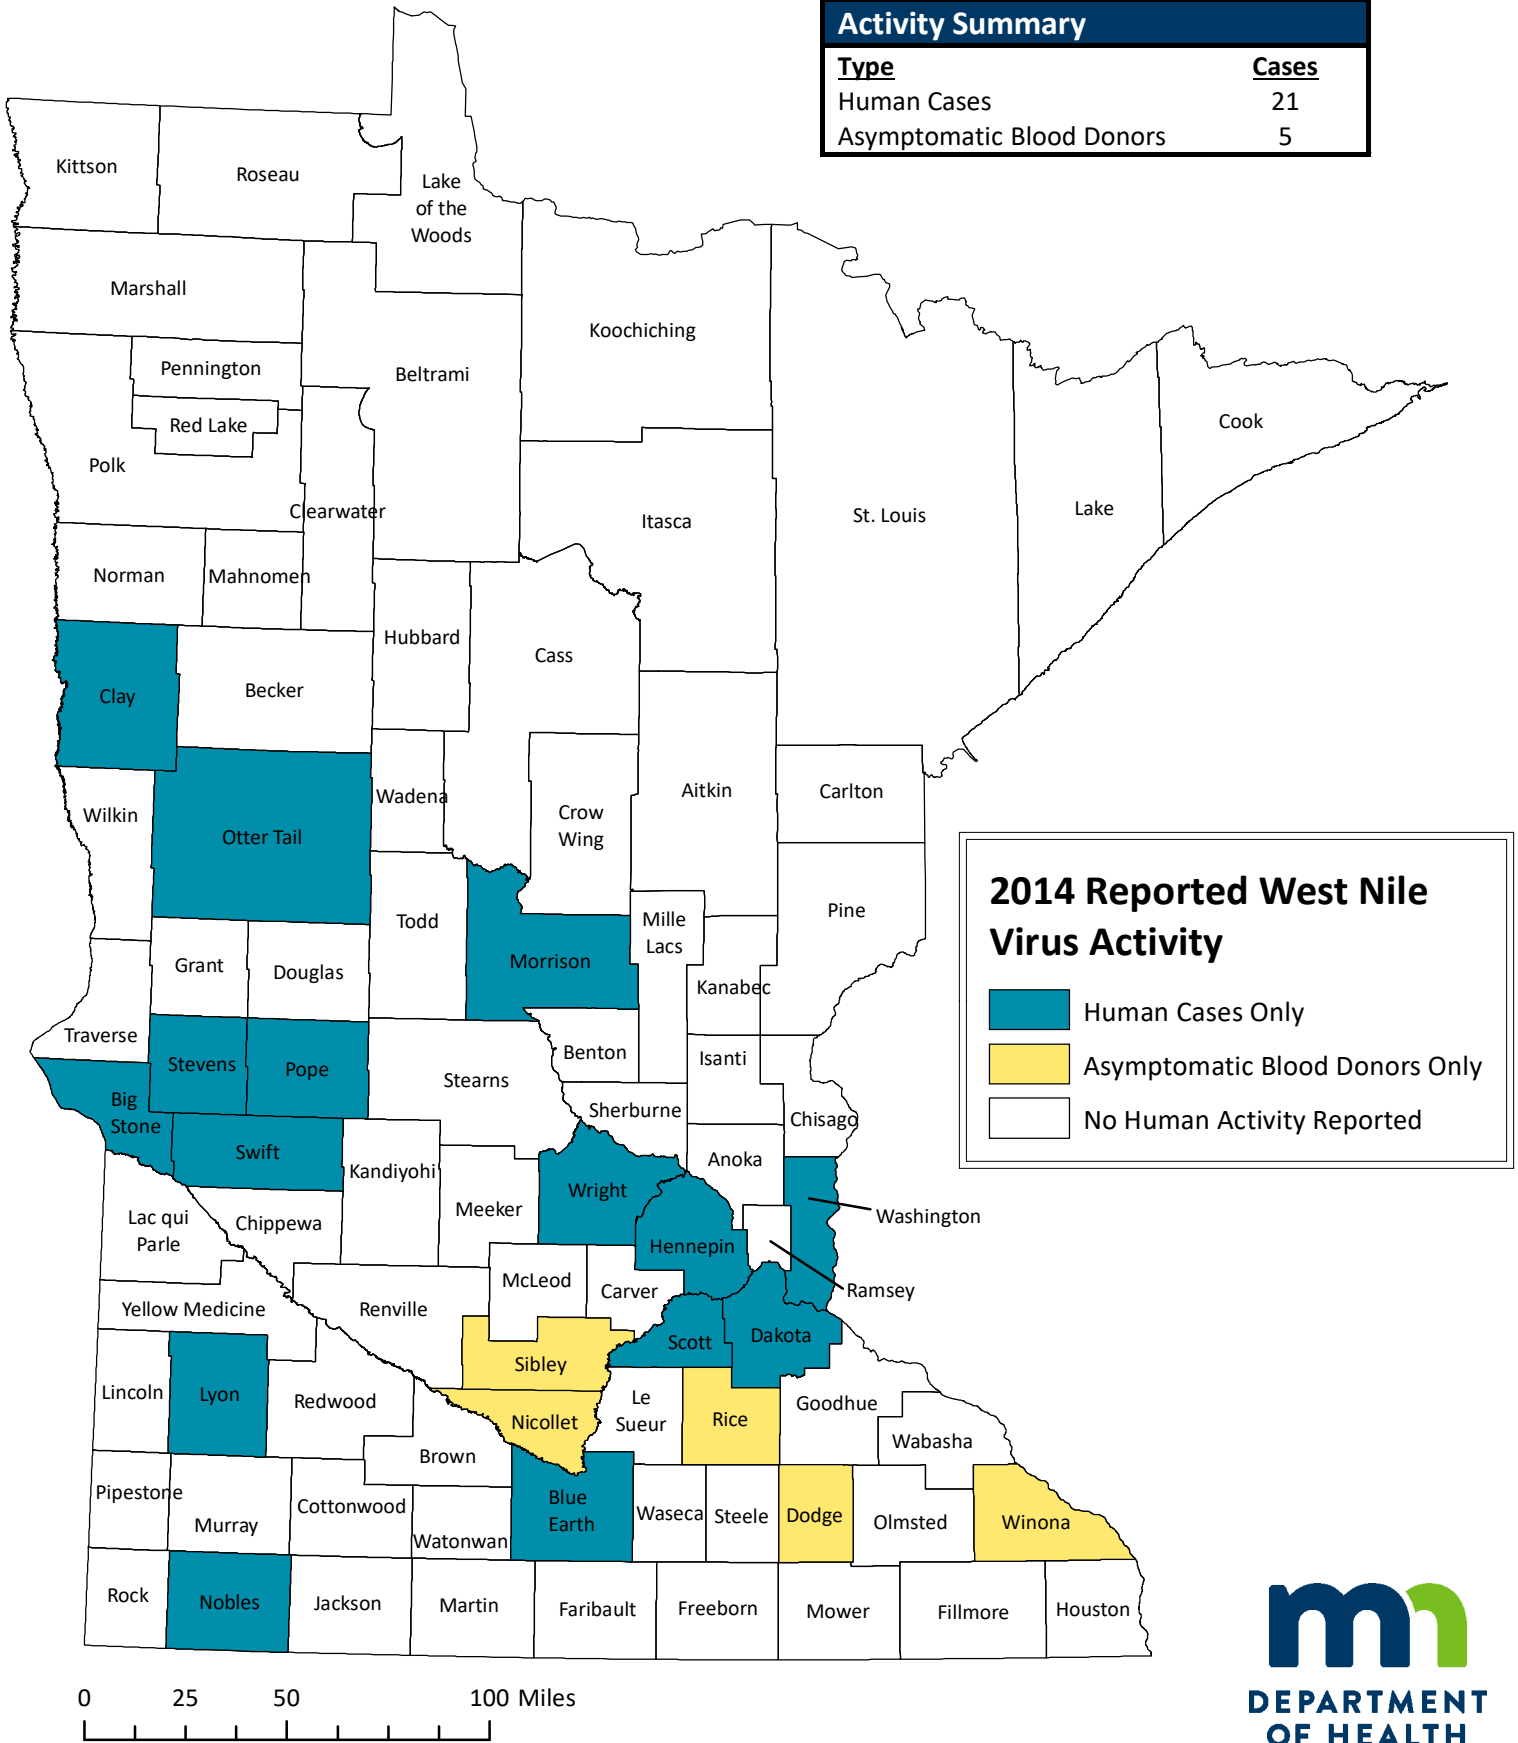 Activity Summary
Type Cases
Human Cases 21
Asymptomatic Blood Donors 5
Kittson
Roseau
Lake
of the
Woods
Marshall
Koochiching
Pennington
Beltrami
Red Lake
Cook
Polk
Clearwater
Itasca
St. Louis
Lake
Norman
Mahnomen
Hubbard
Cass
Clay
Becker
Wilkin
Otter Tail
Wadena
Crow
Wing
Aitkin
Carlton
Todd
Morrison
Mille
Lacs
Pine
Grant
Douglas
Kanabec
Traverse
Stevens
Pope
Stearns
Benton
Isanti
Big
Stone
Sherburne
Chisago
Swift
Kandiyohi
Anoka
Meeker
Wright
Washington
Lac qui
Parle
Chippewa
Hennepin
Ramsey
McLeod
Carver
Yellow Medicine
Renville
Scott
Dakota
Sibley
Lincoln
Lyon
Redwood
Nicollet
Le
Sueur
Rice
Goodhue
Wabasha
Brown
Pipestone
Murray
Cottonwood
Watonwan
Blue
Earth
Waseca
Steele
Dodge
Olmsted
Winona
Rock
Nobles
Jackson
Martin
Faribault
Freeborn
Mower
Fillmore
Houston
2014 Reported West Nile
Virus Activity
Human Cases Only
Asymptomatic Blood Donors Only
No Human Activity Reported
0 25 50 100 Miles
mn
DEPARTMENT
OF HEALTH